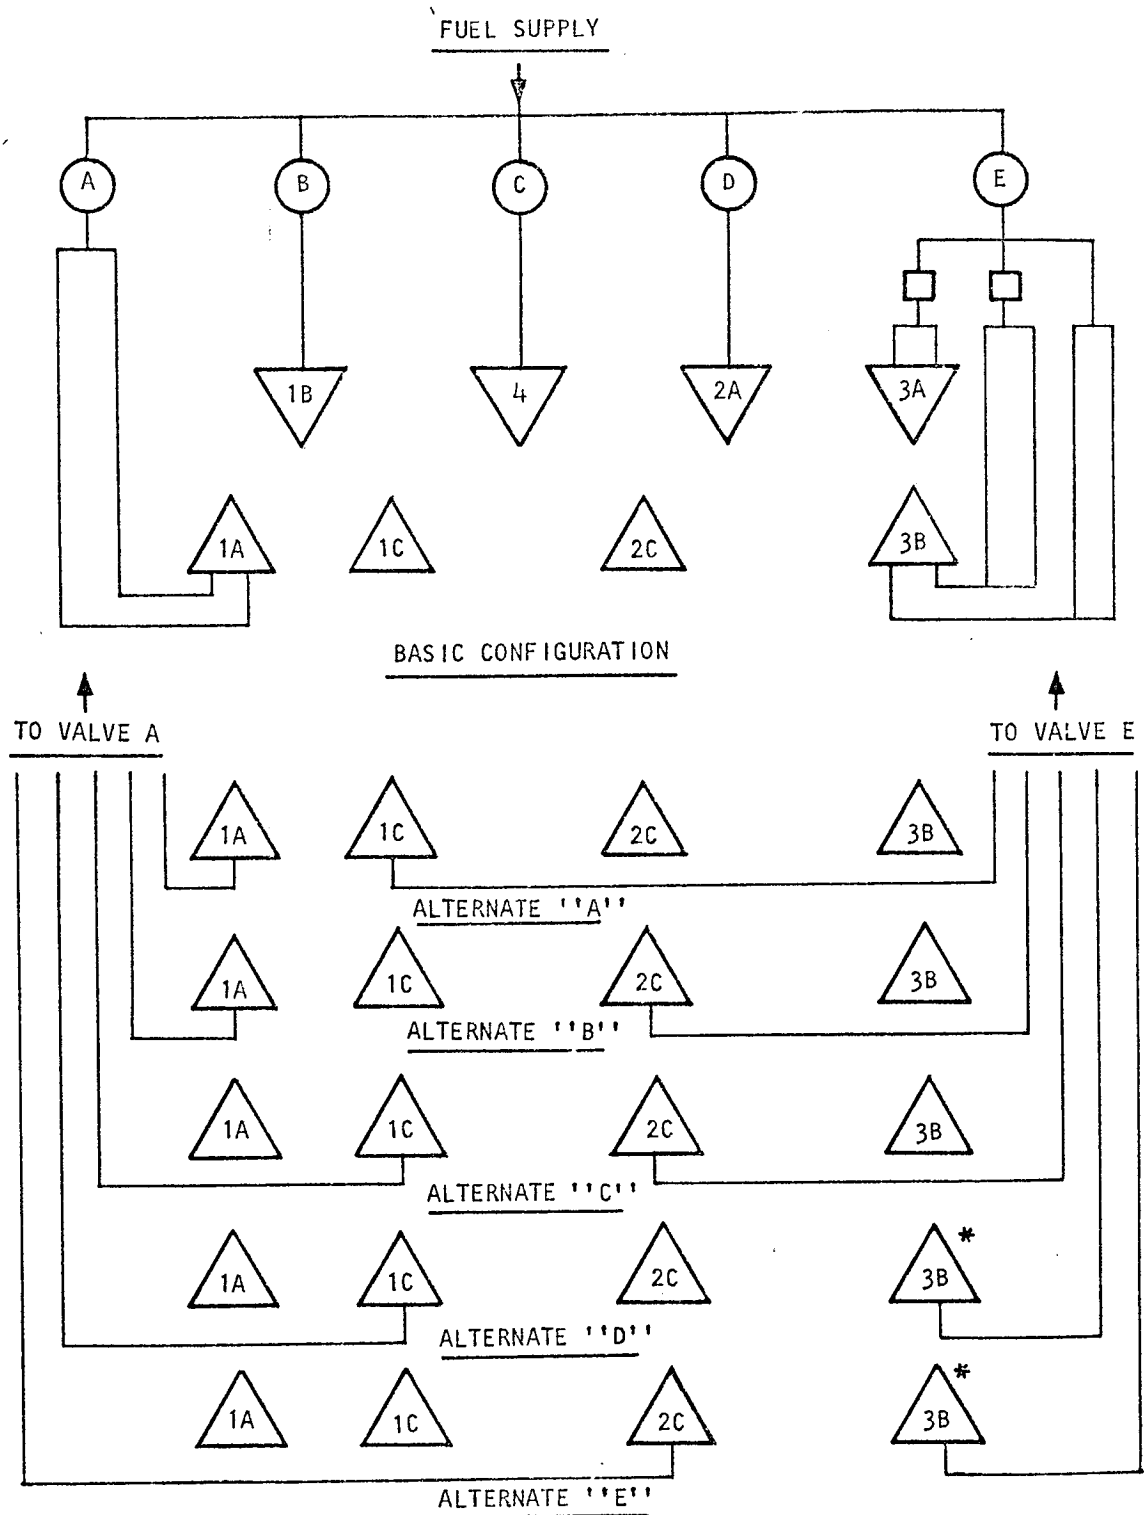 FUEL SUPPLY
A B C D E
1B 4 2A 3A
1A 1C 2C 3B
BASIC CONFIGURATION
TO VALVE A TO VALVE E
1A 1C 2C 3B
ALTERNATE ''A''
1A 1C 2C 3B
ALTERNATE ''B''
1A 1C 2C 3B
ALTERNATE ''C''
1A 1C 2C 3B *
ALTERNATE ''D''
1A 1C 2C 3B *
ALTERNATE ''E''